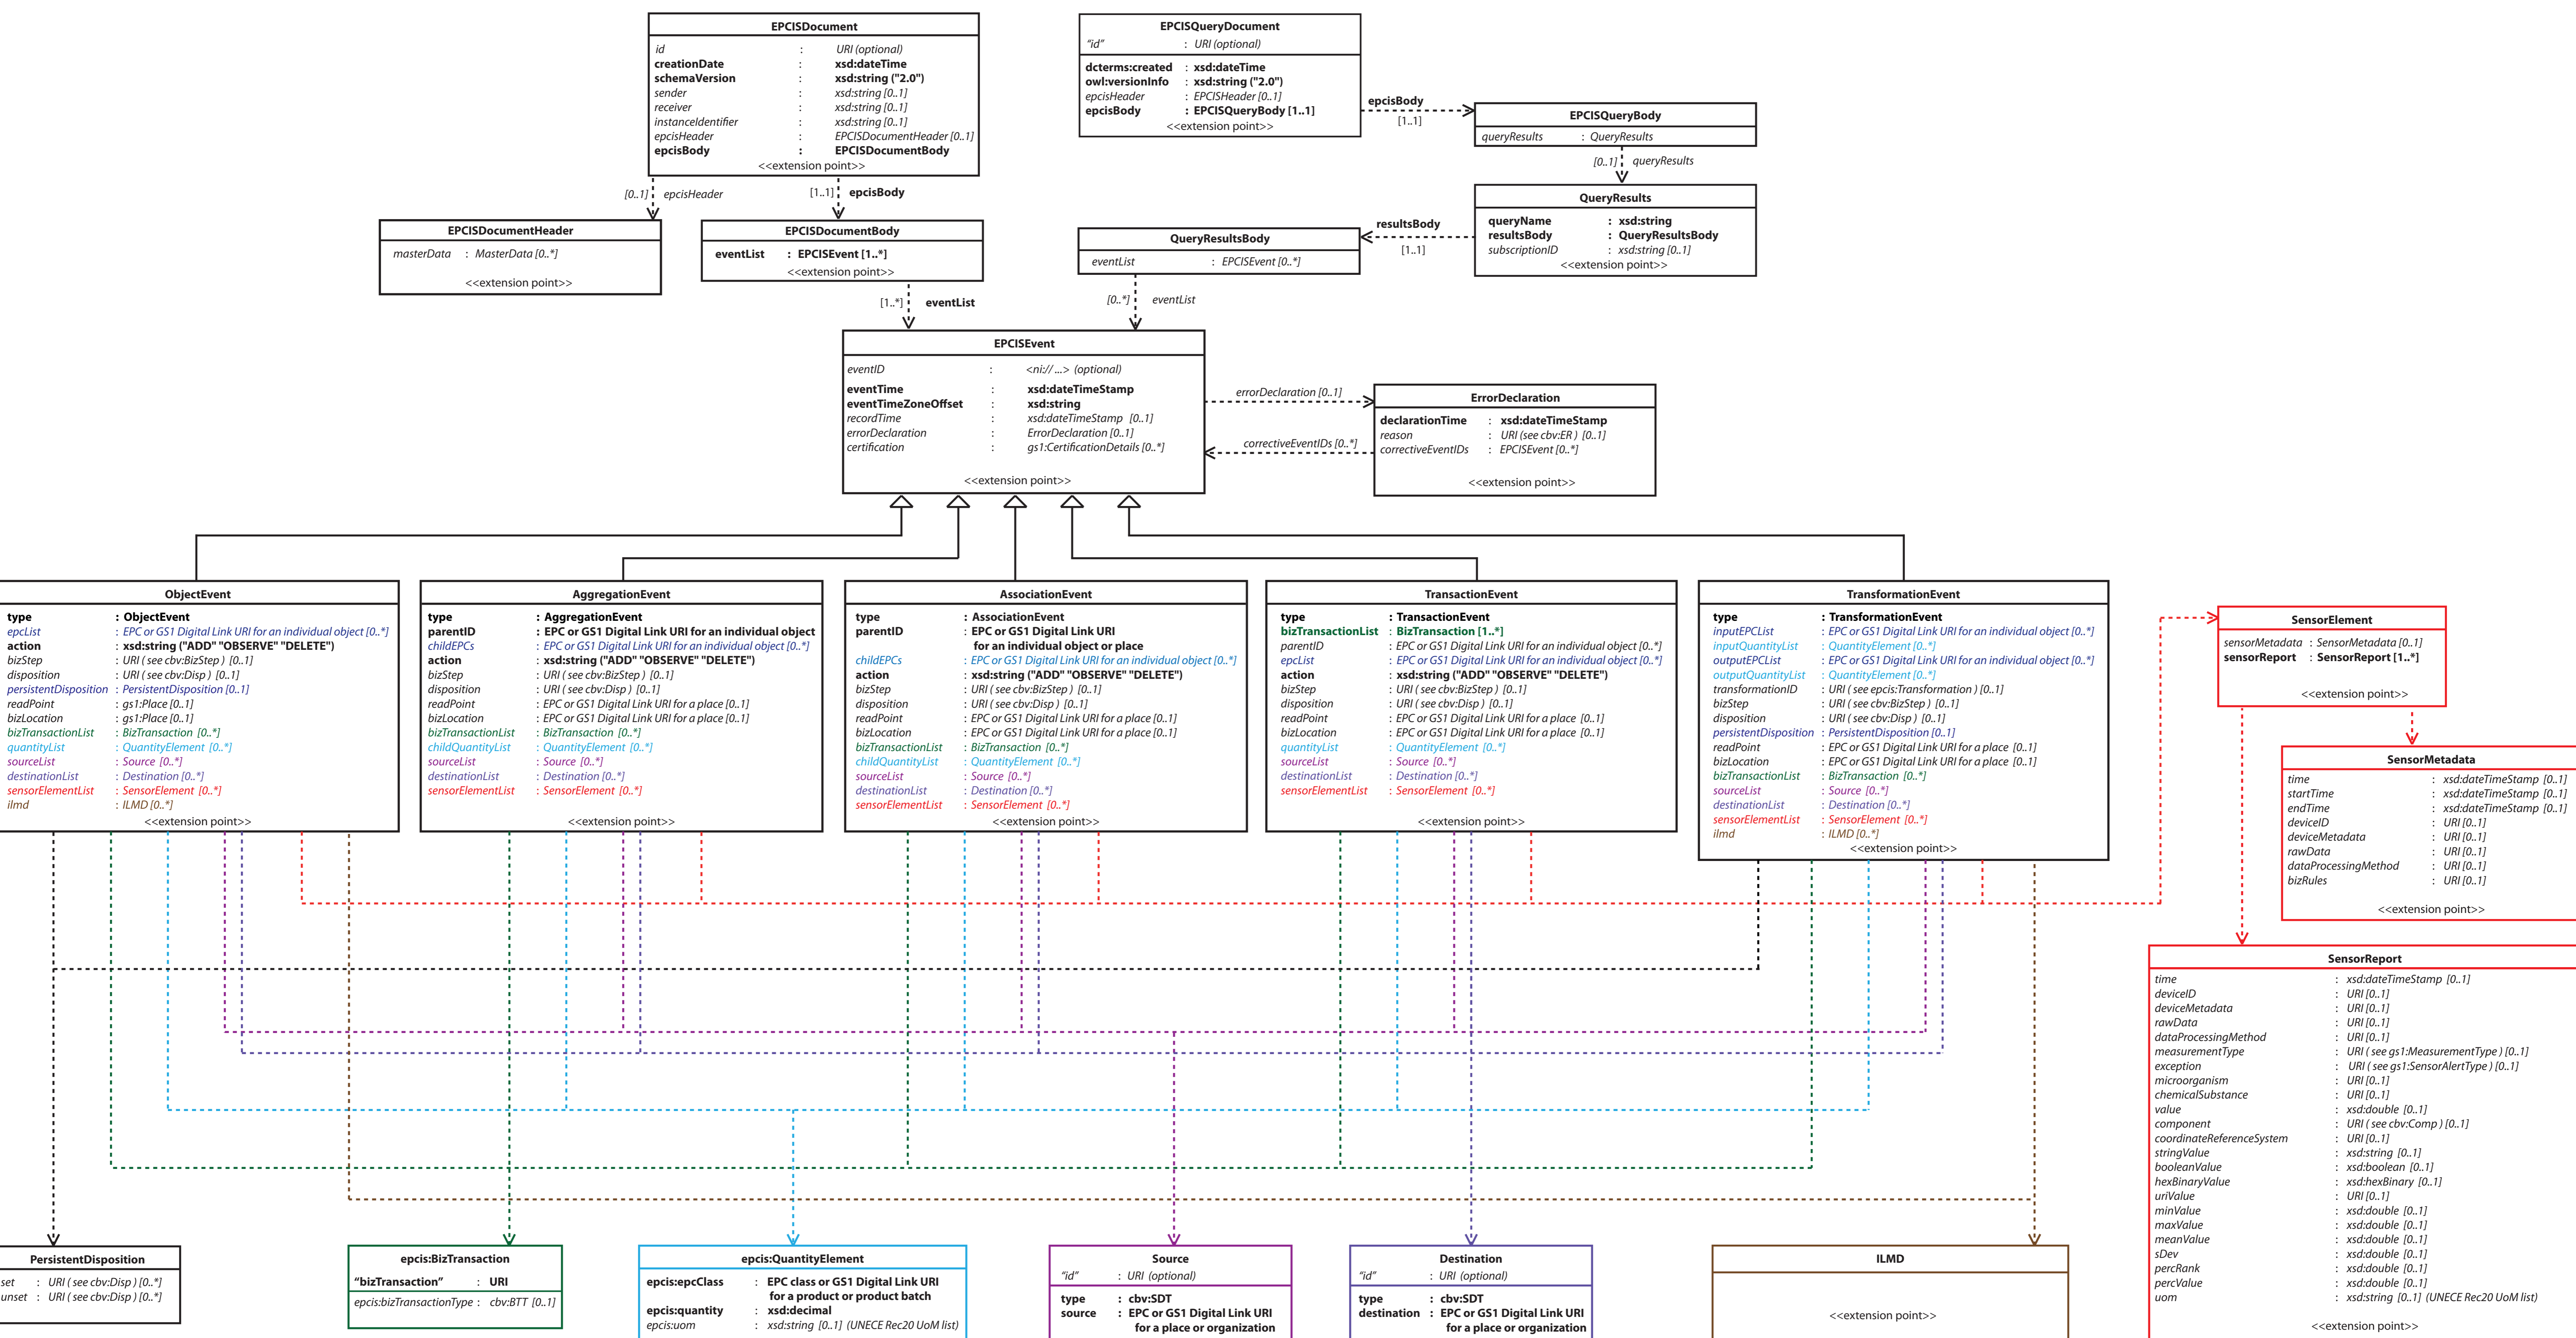 EPCISDocument
id : URI (optional)
creationDate : xsd:dateTime
schemaVersion : xsd:string ("2.0")
sender : xsd:string [0..1]
receiver : xsd:string [0..1]
instanceIdentifier : xsd:string [0..1]
epcisHeader : EPCISDocumentHeader [0..1]
epcisBody : EPCISDocumentBody
<<extension point>>
EPCISQueryDocument
"id" : URI (optional)
dcterms:created : xsd:dateTime
owl:versionInfo : xsd:string ("2.0")
epcisHeader : EPCISHeader [0..1]
epcisBody : EPCISQueryBody [1..1]
<<extension point>>
epcisBody
[1..1]
EPCISQueryBody
queryResults : QueryResults
[0..1] queryResults
[0..1] epcisHeader
[1..1] epcisBody
EPCISDocumentHeader
masterData : MasterData [0..*]
<<extension point>>
EPCISDocumentBody
eventList : EPCISEvent [1..*]
<<extension point>>
QueryResultsBody
eventList : EPCISEvent [0..*]
resultsBody
[1..1]
QueryResults
queryName : xsd:string
resultsBody : QueryResultsBody
subscriptionID : xsd:string [0..1]
<<extension point>>
[1..*] eventList
[0..*] eventList
EPCISEvent
eventID : <ni:// ...> (optional)
eventTime : xsd:dateTimeStamp
eventTimeZoneOffset : xsd:string
recordTime : xsd:dateTimeStamp [0..1]
errorDeclaration : ErrorDeclaration [0..1]
certification : gs1:CertificationDetails [0..*]
<<extension point>>
errorDeclaration [0..1]
correctiveEventIDs [0..*]
ErrorDeclaration
declarationTime : xsd:dateTimeStamp
reason : URI (see cbv:ER ) [0..1]
correctiveEventIDs : EPCISEvent [0..*]
<<extension point>>
ObjectEvent
type : ObjectEvent
epcList : EPC or GS1 Digital Link URI for an individual object [0..*]
action : xsd:string ("ADD" "OBSERVE" "DELETE")
bizStep : URI ( see cbv:BizStep ) [0..1]
disposition : URI ( see cbv:Disp ) [0..1]
persistentDisposition : PersistentDisposition [0..1]
readPoint : gs1:Place [0..1]
bizLocation : gs1:Place [0..1]
bizTransactionList : BizTransaction [0..*]
quantityList : QuantityElement [0..*]
sourceList : Source [0..*]
destinationList : Destination [0..*]
sensorElementList : SensorElement [0..*]
ilmd : ILMD [0..*]
<<extension point>>
AggregationEvent
type : AggregationEvent
parentID : EPC or GS1 Digital Link URI for an individual object
childEPCs : EPC or GS1 Digital Link URI for an individual object [0..*]
action : xsd:string ("ADD" "OBSERVE" "DELETE")
bizStep : URI ( see cbv:BizStep ) [0..1]
disposition : URI ( see cbv:Disp ) [0..1]
readPoint : EPC or GS1 Digital Link URI for a place [0..1]
bizLocation : EPC or GS1 Digital Link URI for a place [0..1]
bizTransactionList : BizTransaction [0..*]
childQuantityList : QuantityElement [0..*]
sourceList : Source [0..*]
destinationList : Destination [0..*]
sensorElementList : SensorElement [0..*]
<<extension point>>
AssociationEvent
type : AssociationEvent
parentID : EPC or GS1 Digital Link URI
for an individual object or place
childEPCs : EPC or GS1 Digital Link URI for an individual object [0..*]
action : xsd:string ("ADD" "OBSERVE" "DELETE")
bizStep : URI ( see cbv:BizStep ) [0..1]
disposition : URI ( see cbv:Disp ) [0..1]
readPoint : EPC or GS1 Digital Link URI for a place [0..1]
bizLocation : EPC or GS1 Digital Link URI for a place [0..1]
bizTransactionList : BizTransaction [0..*]
childQuantityList : QuantityElement [0..*]
sourceList : Source [0..*]
destinationList : Destination [0..*]
sensorElementList : SensorElement [0..*]
<<extension point>>
TransactionEvent
type : TransactionEvent
bizTransactionList : BizTransaction [1..*]
parentID : EPC or GS1 Digital Link URI for an individual object [0..*]
epcList : EPC or GS1 Digital Link URI for an individual object [0..*]
action : xsd:string ("ADD" "OBSERVE" "DELETE")
bizStep : URI ( see cbv:BizStep ) [0..1]
disposition : URI ( see cbv:Disp ) [0..1]
readPoint : EPC or GS1 Digital Link URI for a place [0..1]
bizLocation : EPC or GS1 Digital Link URI for a place [0..1]
quantityList : QuantityElement [0..*]
sourceList : Source [0..*]
destinationList : Destination [0..*]
sensorElementList : SensorElement [0..*]
<<extension point>>
TransformationEvent
type : TransformationEvent
inputEPCList : EPC or GS1 Digital Link URI for an individual object [0..*]
inputQuantityList : QuantityElement [0..*]
outputEPCList : EPC or GS1 Digital Link URI for an individual object [0..*]
outputQuantityList : QuantityElement [0..*]
transformationID : URI ( see epcis:Transformation ) [0..1]
bizStep : URI ( see cbv:BizStep ) [0..1]
disposition : URI ( see cbv:Disp ) [0..1]
persistentDisposition : PersistentDisposition [0..1]
readPoint : EPC or GS1 Digital Link URI for a place [0..1]
bizLocation : EPC or GS1 Digital Link URI for a place [0..1]
bizTransactionList : BizTransaction [0..*]
sourceList : Source [0..*]
destinationList : Destination [0..*]
sensorElementList : SensorElement [0..*]
ilmd : ILMD [0..*]
<<extension point>>
SensorElement
sensorMetadata : SensorMetadata [0..1]
sensorReport : SensorReport [1..*]
<<extension point>>
SensorMetadata
time : xsd:dateTimeStamp [0..1]
startTime : xsd:dateTimeStamp [0..1]
endTime : xsd:dateTimeStamp [0..1]
deviceID : URI [0..1]
deviceMetadata : URI [0..1]
rawData : URI [0..1]
dataProcessingMethod : URI [0..1]
bizRules : URI [0..1]
<<extension point>>
SensorReport
time : xsd:dateTimeStamp [0..1]
deviceID : URI [0..1]
deviceMetadata : URI [0..1]
rawData : URI [0..1]
dataProcessingMethod : URI [0..1]
measurementType : URI ( see gs1:MeasurementType ) [0..1]
exception : URI ( see gs1:SensorAlertType ) [0..1]
microorganism : URI [0..1]
chemicalSubstance : URI [0..1]
value : xsd:double [0..1]
component : URI ( see cbv:Comp ) [0..1]
coordinateReferenceSystem : URI [0..1]
stringValue : xsd:string [0..1]
booleanValue : xsd:boolean [0..1]
hexBinaryValue : xsd:hexBinary [0..1]
uriValue : URI [0..1]
minValue : xsd:double [0..1]
maxValue : xsd:double [0..1]
meanValue : xsd:double [0..1]
sDev : xsd:double [0..1]
percRank : xsd:double [0..1]
percValue : xsd:double [0..1]
uom : xsd:string [0..1] (UNECE Rec20 UoM list)
<<extension point>>
PersistentDisposition
set : URI ( see cbv:Disp ) [0..*]
unset : URI ( see cbv:Disp ) [0..*]
epcis:BizTransaction
"bizTransaction" : URI
epcis:bizTransactionType : cbv:BTT [0..1]
epcis:QuantityElement
epcis:epcClass : EPC class or GS1 Digital Link URI
for a product or product batch
epcis:quantity : xsd:decimal
epcis:uom : xsd:string [0..1] (UNECE Rec20 UoM list)
Source
"id" : URI (optional)
type : cbv:SDT
source : EPC or GS1 Digital Link URI
for a place or organization
Destination
"id" : URI (optional)
type : cbv:SDT
destination : EPC or GS1 Digital Link URI
for a place or organization
ILMD
<<extension point>>